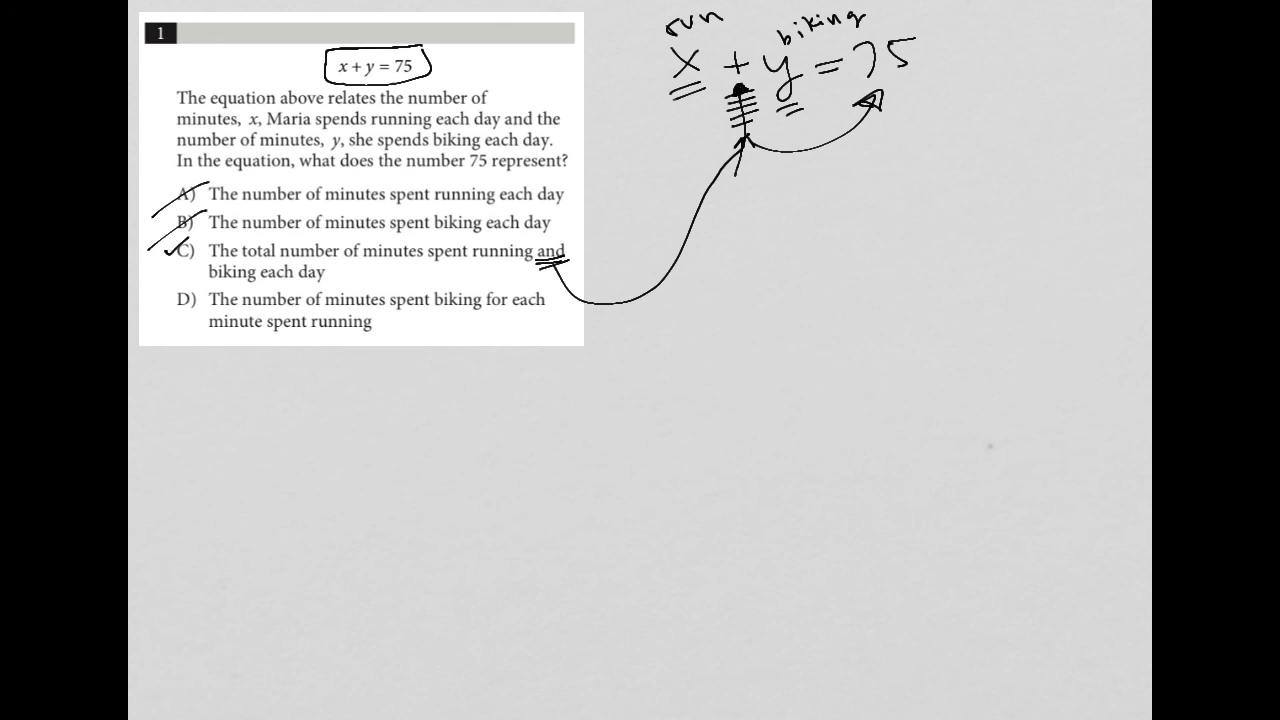 1
x + y = 75
The equation above relates the number of
minutes, x, Maria spends running each day and the
number of minutes, y, she spends biking each day.
In the equation, what does the number 75 represent?
A) The number of minutes spent running each day
B) The number of minutes spent biking each day
C) The total number of minutes spent running and
biking each day
D) The number of minutes spent biking for each
minute spent running
run biking
x + y = 75